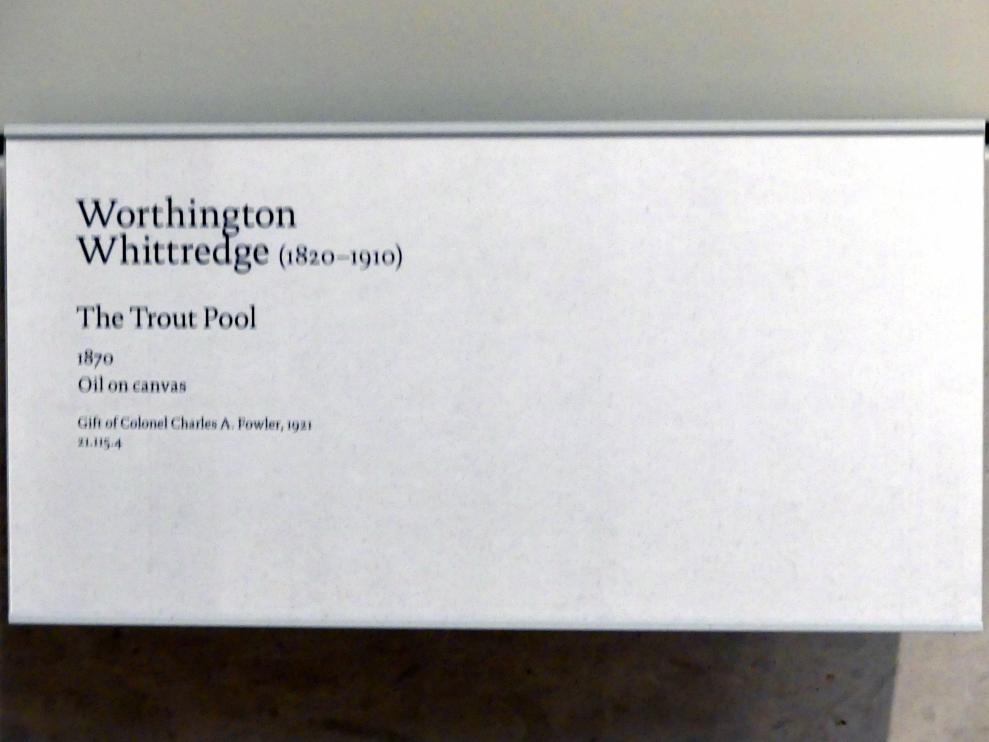 Worthington
Whittredge (1820–1910)
The Trout Pool
1870
Oil on canvas
Gift of Colonel Charles A. Fowler, 1921
21.115.4